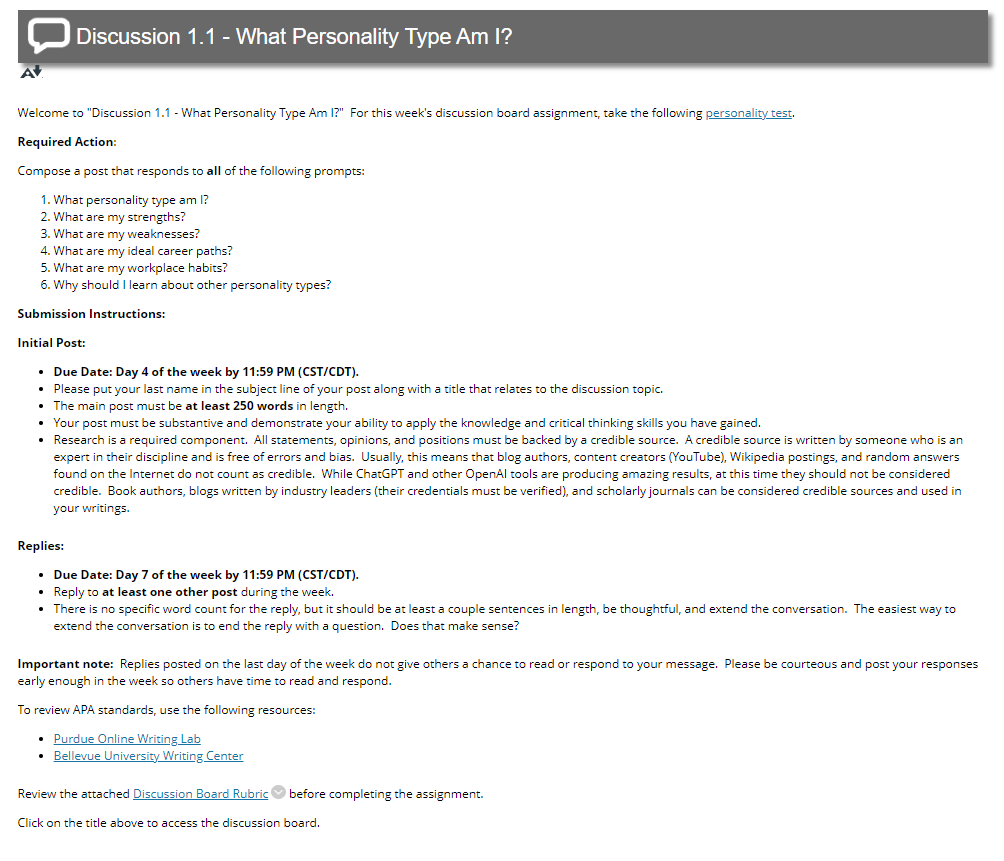 Discussion 1.1 - What Personality Type Am I?
A
Welcome to "Discussion 1.1 - What Personality Type Am I?"  For this week's discussion board assignment, take the following personality test.
Required Action:
Compose a post that responds to all of the following prompts:
1. What personality type am I?
2. What are my strengths?
3. What are my weaknesses?
4. What are my ideal career paths?
5. What are my workplace habits?
6. Why should I learn about other personality types?
Submission Instructions:
Initial Post:
• Due Date: Day 4 of the week by 11:59 PM (CST/CDT).
• Please put your last name in the subject line of your post along with a title that relates to the discussion topic.
• The main post must be at least 250 words in length.
• Your post must be substantive and demonstrate your ability to apply the knowledge and critical thinking skills you have gained.
• Research is a required component.  All statements, opinions, and positions must be backed by a credible source.  A credible source is written by someone who is an
expert in their discipline and is free of errors and bias.  Usually, this means that blog authors, content creators (YouTube), Wikipedia postings, and random answers
found on the Internet do not count as credible.  While ChatGPT and other OpenAI tools are producing amazing results, at this time they should not be considered
credible.  Book authors, blogs written by industry leaders (their credentials must be verified), and scholarly journals can be considered credible sources and used in
your writings.
Replies:
• Due Date: Day 7 of the week by 11:59 PM (CST/CDT).
• Reply to at least one other post during the week.
• There is no specific word count for the reply, but it should be at least a couple sentences in length, be thoughtful, and extend the conversation.  The easiest way to
extend the conversation is to end the reply with a question.  Does that make sense?
Important note:  Replies posted on the last day of the week do not give others a chance to read or respond to your message.  Please be courteous and post your responses
early enough in the week so others have time to read and respond.
To review APA standards, use the following resources:
• Purdue Online Writing Lab
• Bellevue University Writing Center
Review the attached Discussion Board Rubric before completing the assignment.
Click on the title above to access the discussion board.